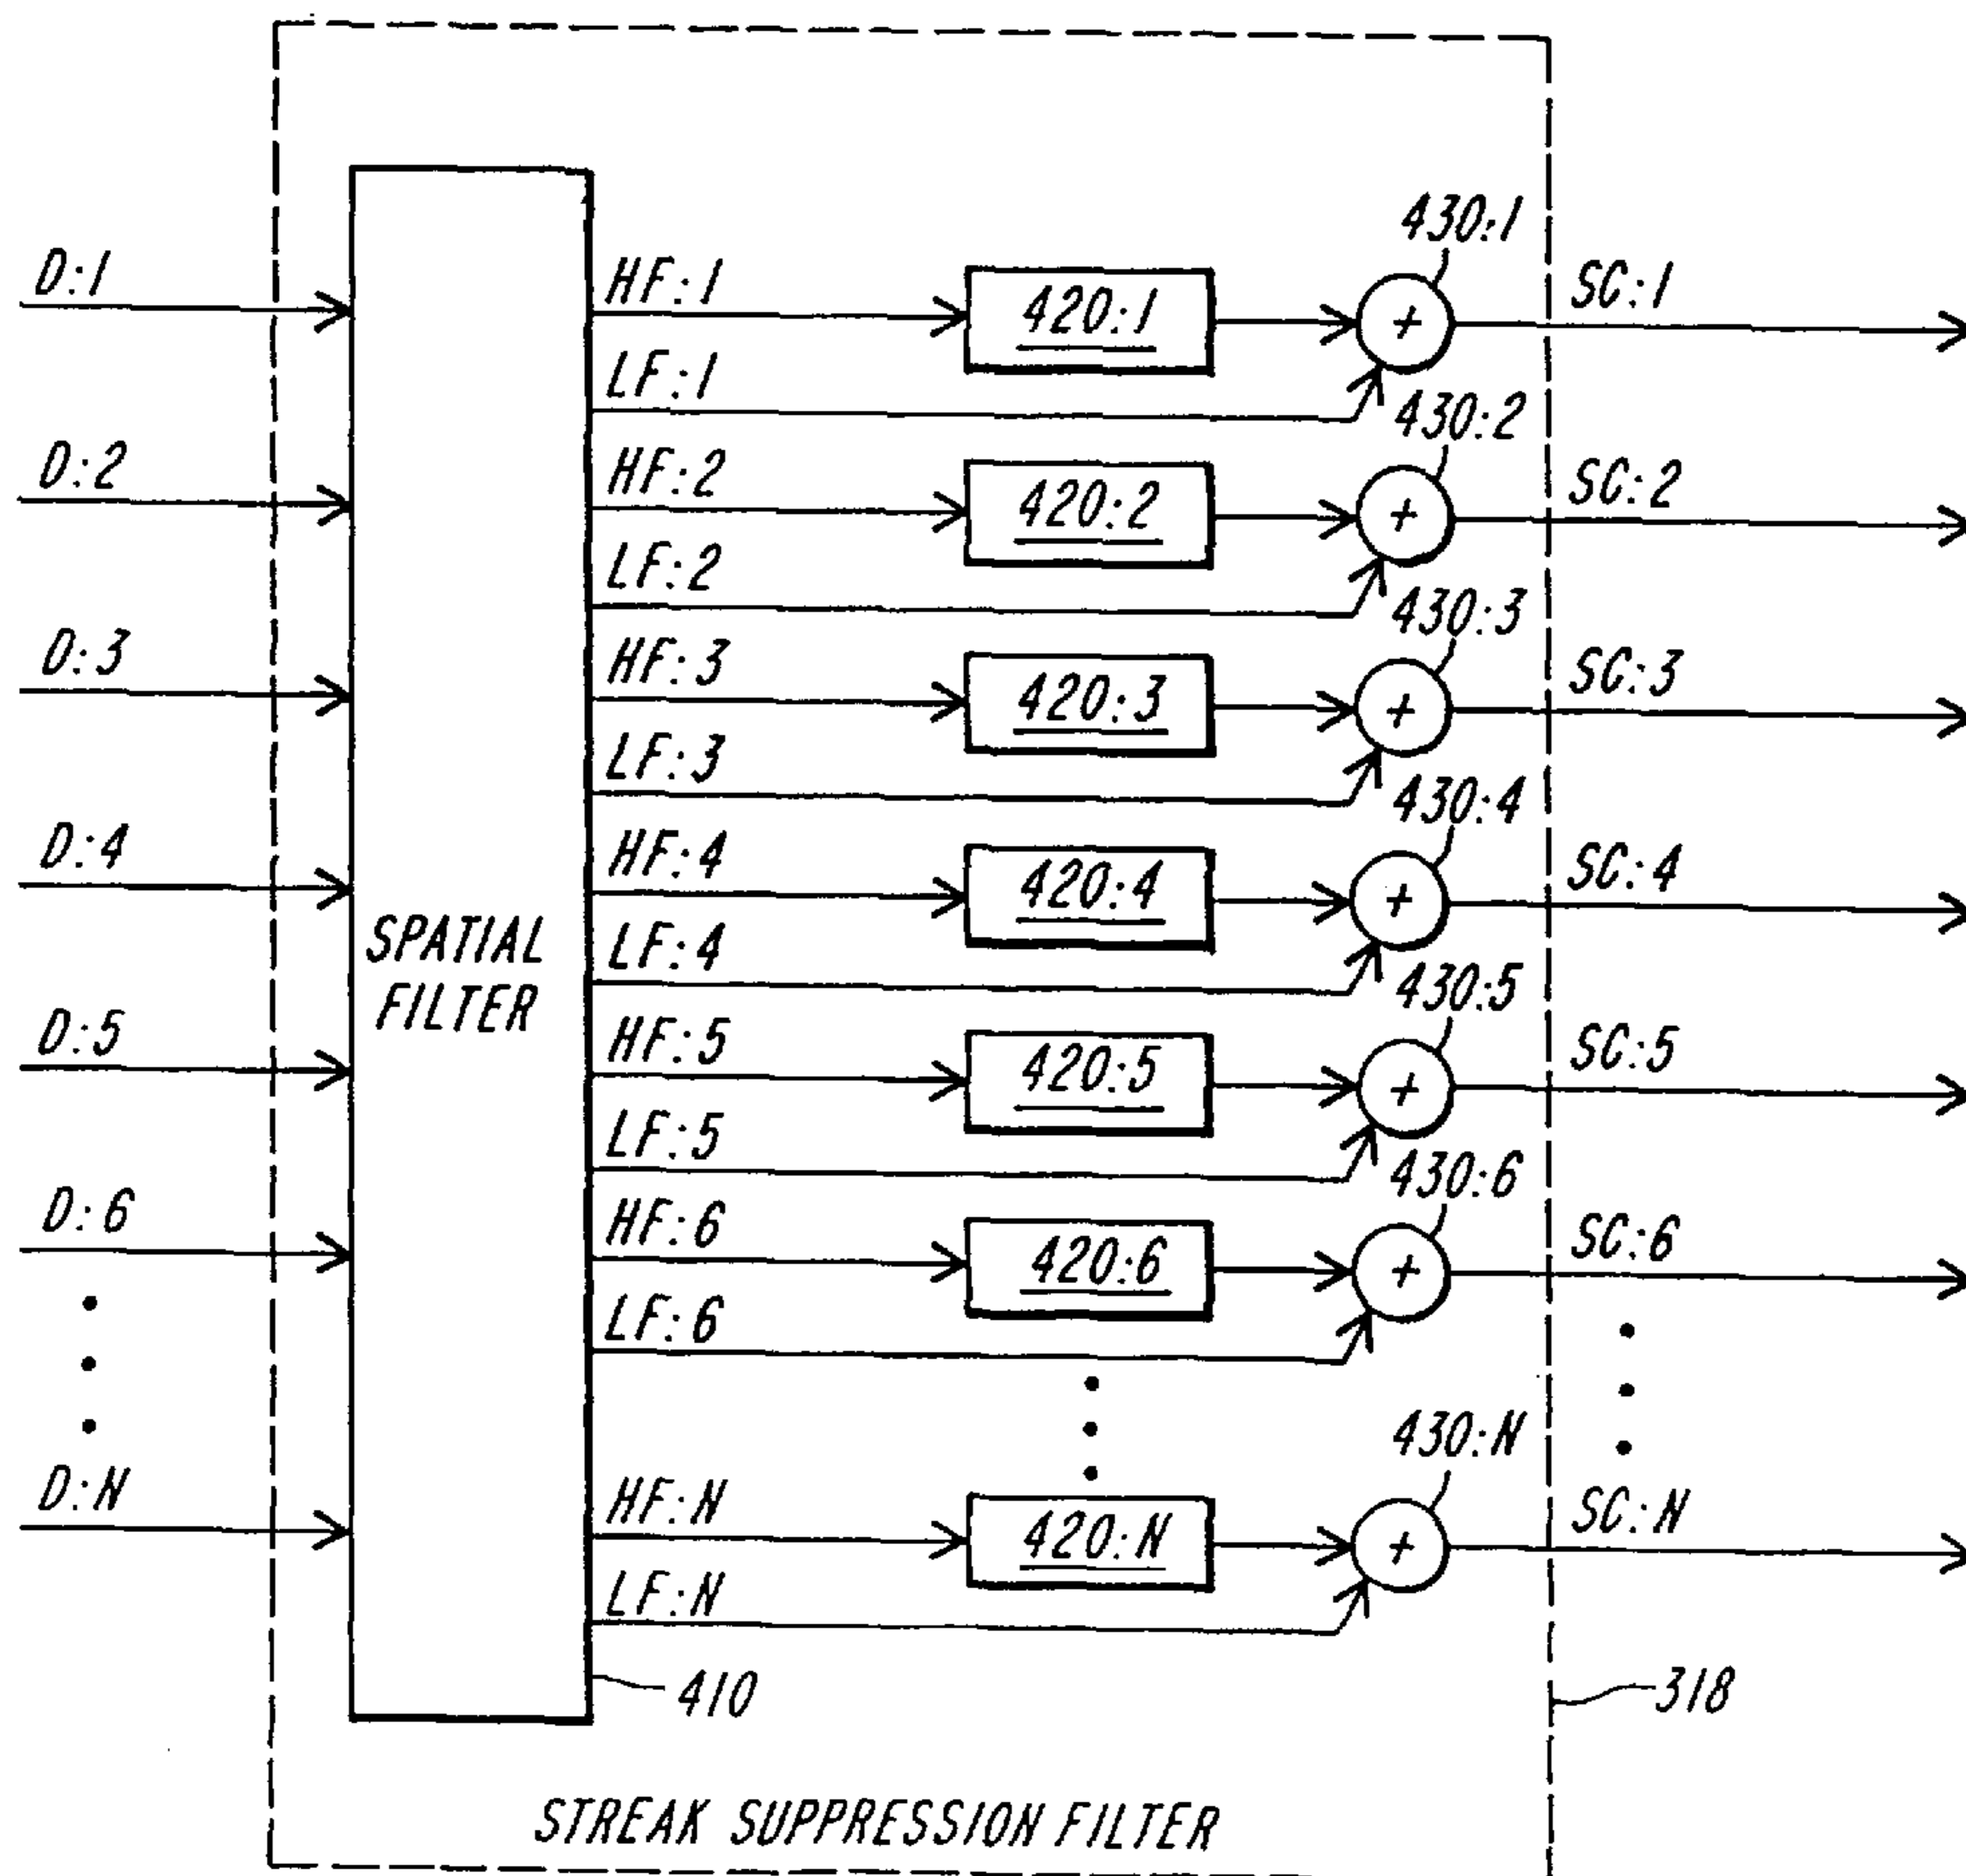 430:1
D:1
HF:1
420:1
+
SC:1
LF:1
430:2
D:2
HF:2
420:2
+
SC:2
LF:2
430:3
D:3
HF:3
420:3
+
SC:3
LF:3
430:4
D:4
HF:4
420:4
+
SC:4
SPATIAL
FILTER
LF:4
430:5
D:5
HF:5
420:5
+
SC:5
LF:5
430:6
D:6
HF:6
420:6
+
SC:6
LF:6
430:N
D:N
HF:N
420:N
+
SC:N
LF:N
410
318
STREAK SUPPRESSION FILTER